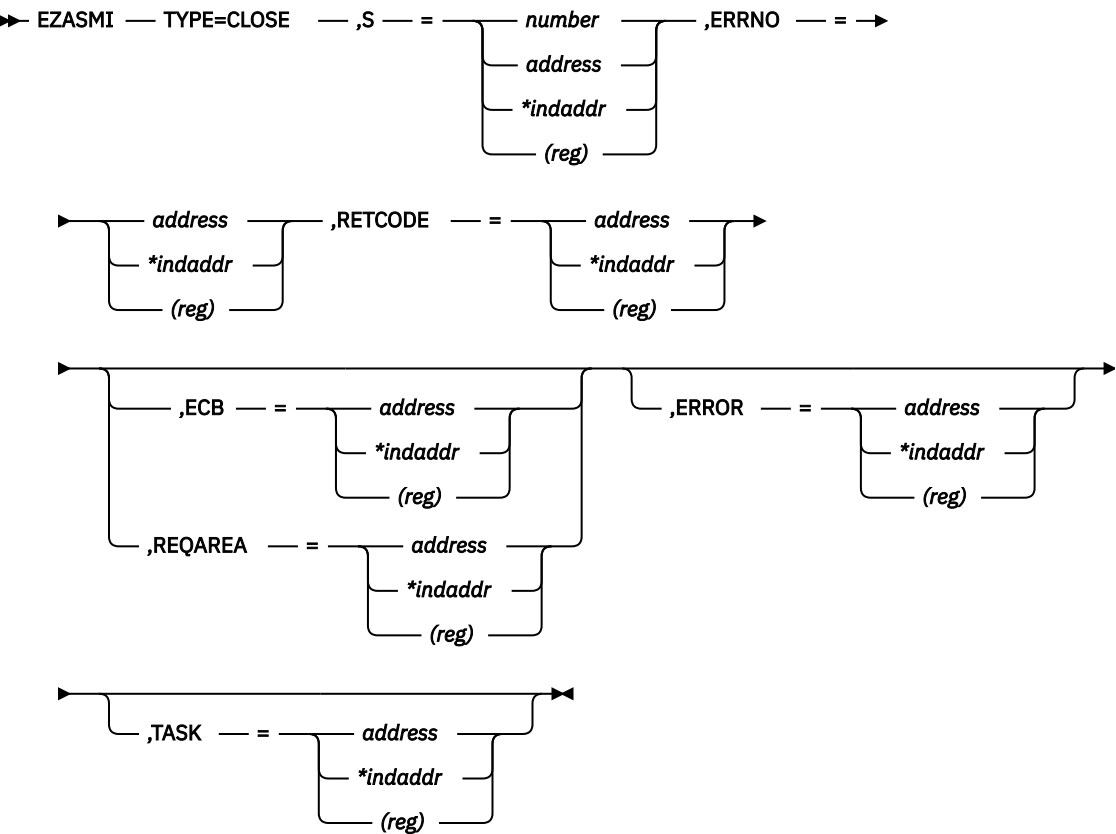 EZASMI TYPE=CLOSE ,S = number ,ERRNO =
address
*indaddr
(reg)
address ,RETCODE = address
*indaddr *indaddr
(reg) (reg)
,ECB = address ,ERROR = address
*indaddr *indaddr
(reg) (reg)
,REQAREA = address
*indaddr
(reg)
,TASK = address
*indaddr
(reg)